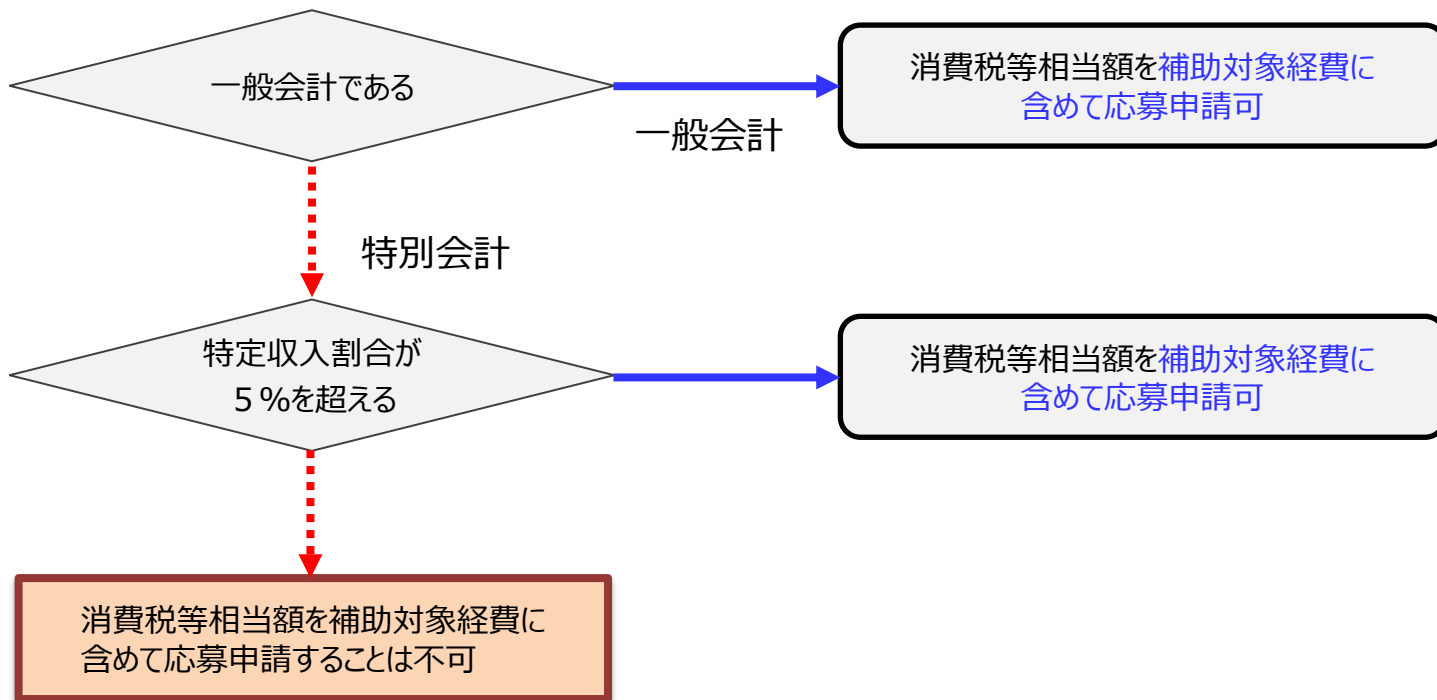 一般会計である
消費税等相当額を補助対象経費に
含めて応募申請可
一般会計
特別会計
特定収入割合が
５%を超える
消費税等相当額を補助対象経費に
含めて応募申請可
消費税等相当額を補助対象経費に
含めて応募申請することは不可